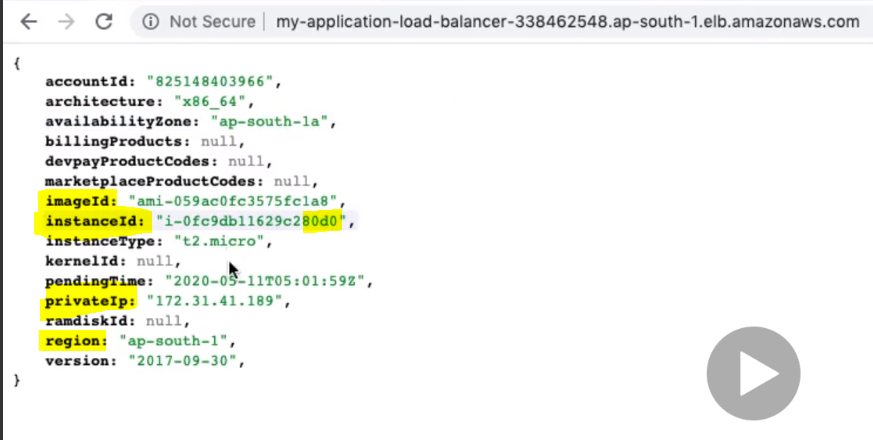 Not Secure | my-application-load-balancer-338462548.ap-south-1.elb.amazonaws.com
{
accountId: "825148403966",
architecture: "x86_64",
availabilityZone: "ap-south-1a",
billingProducts: null,
devpayProductCodes: null,
marketplaceProductCodes: null,
imageId: "ami-059ac0fc3575fc1a8",
instanceId: "i-0fc9db11629c280d0",
instanceType: "t2.micro",
kernelId: null,
pendingTime: "2020-05-11T05:01:59Z",
privateIp: "172.31.41.189",
ramdiskId: null,
region: "ap-south-1",
version: "2017-09-30",
}